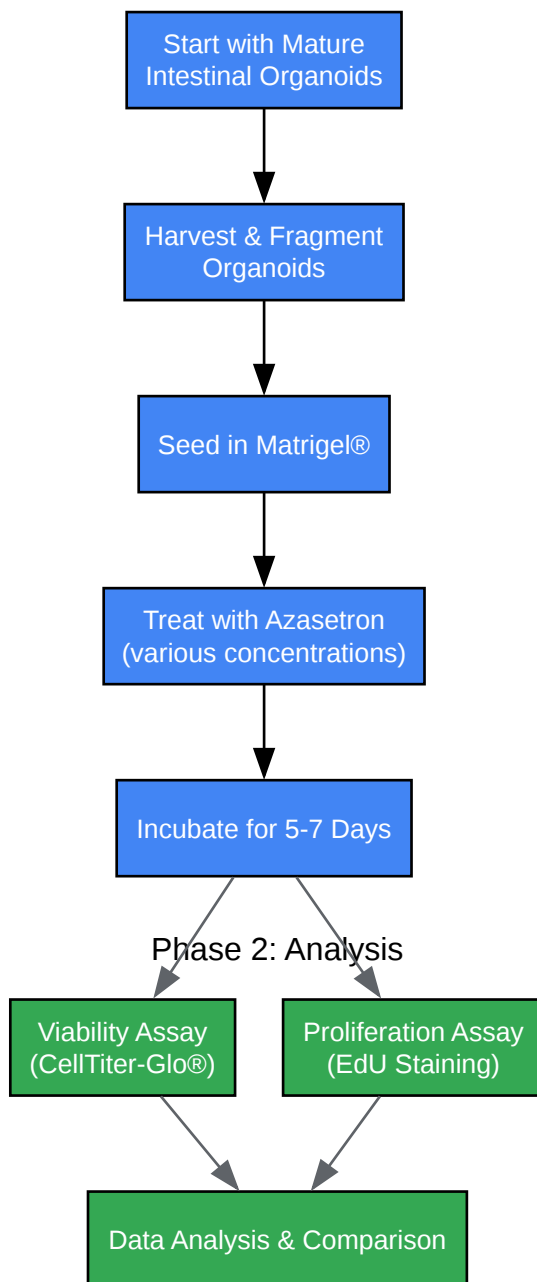 Start with Mature
Intestinal Organoids
Harvest & Fragment
Organoids
Seed in Matrigel®
Treat with Azasetron
(various concentrations)
Incubate for 5-7 Days
Phase 2: Analysis
Viability Assay
(CellTiter-Glo®)
Proliferation Assay
(EdU Staining)
Data Analysis & Comparison